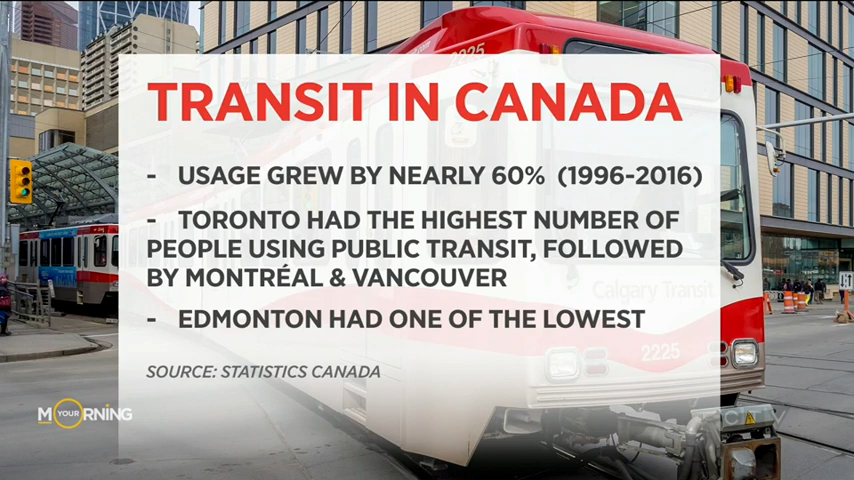 TRANSIT IN CANADA
- USAGE GREW BY NEARLY 60% (1996-2016)
- TORONTO HAD THE HIGHEST NUMBER OF
PEOPLE USING PUBLIC TRANSIT, FOLLOWED
BY MONTRÉAL & VANCOUVER
- EDMONTON HAD ONE OF THE LOWEST
SOURCE: STATISTICS CANADA
2225
Calgary Transit
2225
YOUR MORNING
CTV